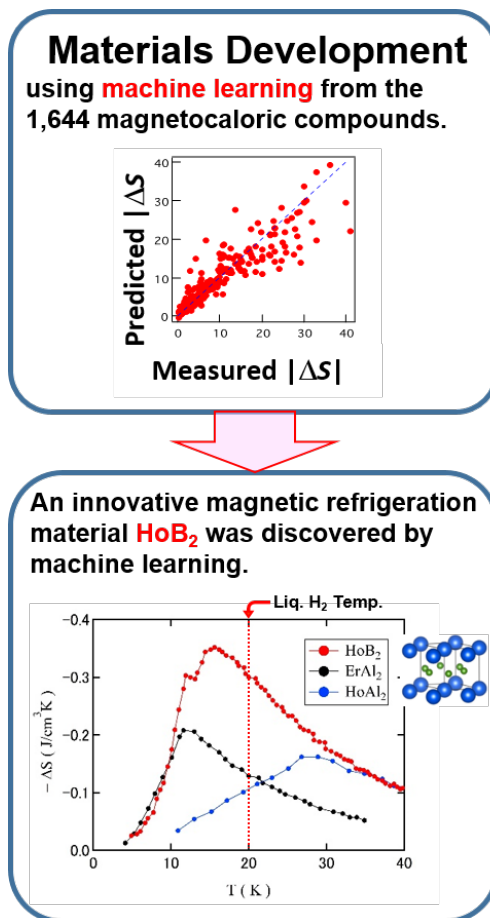 Materials Development
using machine learning from the
1,644 magnetocaloric compounds.
40
30
20
10
0
Predicted |ΔS|
0 10 20 30 40
Measured |ΔS|
An innovative magnetic refrigeration
material HoB₂ was discovered by
machine learning.
Liq. H₂ Temp.
-0.4
-0.3
-0.2
-0.1
0.0
− ΔS ( J/cm³K )
HoB₂
ErAl₂
HoAl₂
0 10 20 30 40
T ( K )